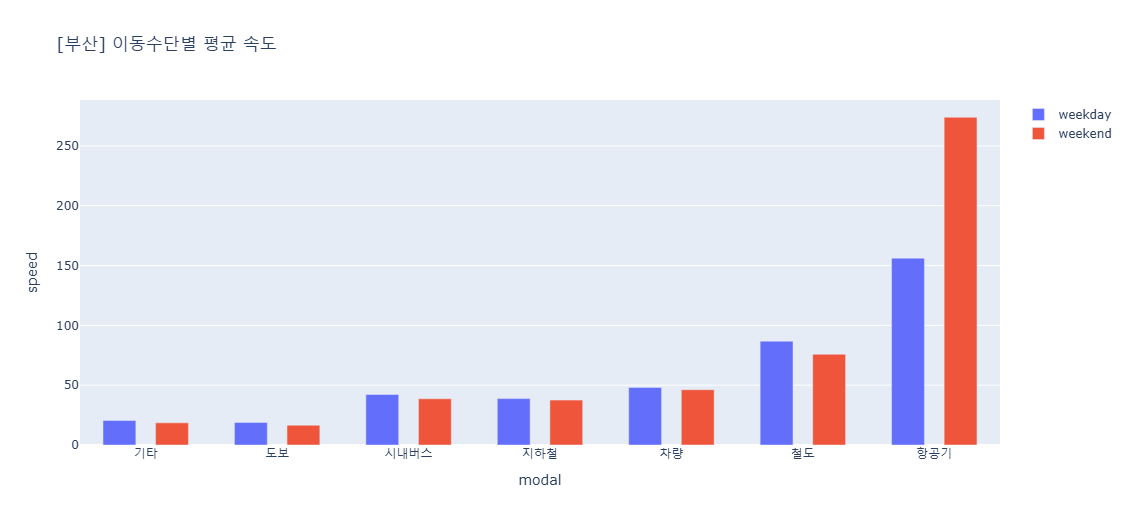 [부산] 이동수단별 평균 속도
weekday
weekend
250
200
150
100
50
0
speed
기타 도보 시내버스 지하철 차량 철도 항공기
modal